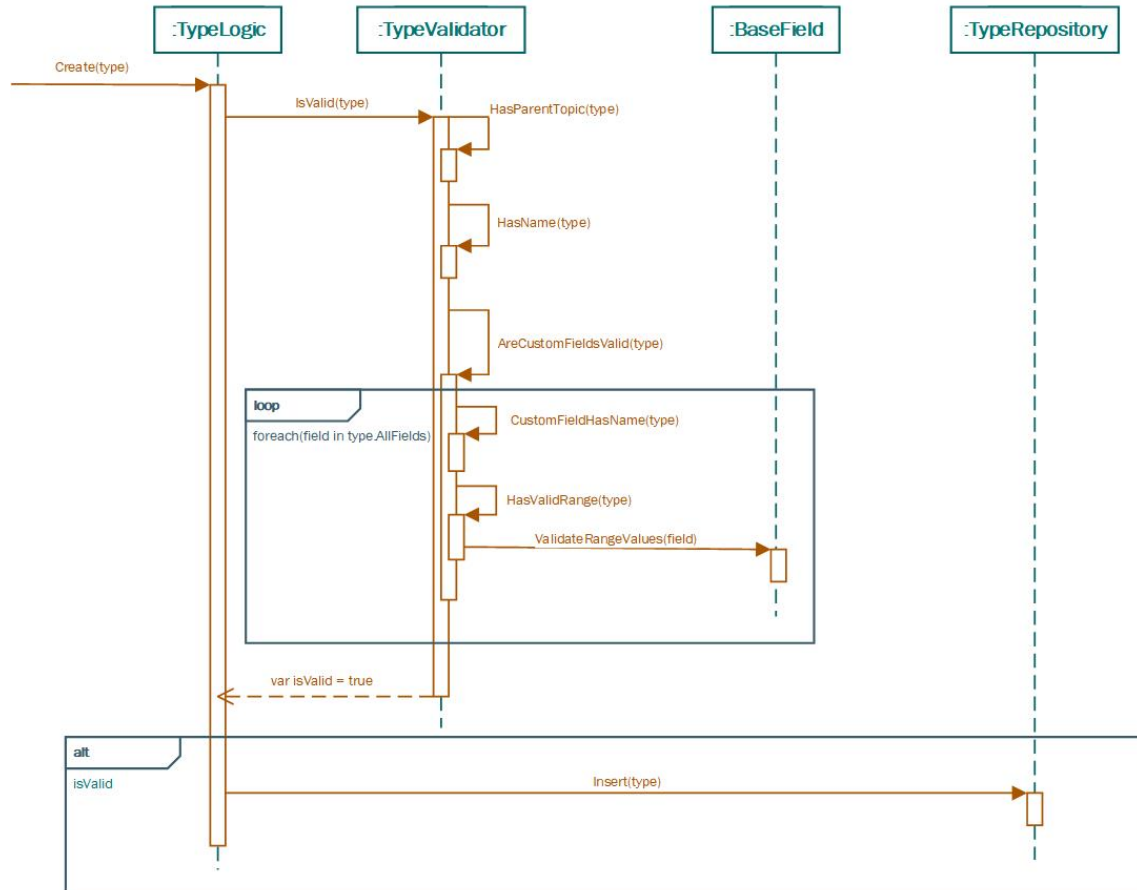 :TypeLogic
:TypeValidator
:BaseField
:TypeRepository
Create(type)
IsValid(type)
HasParentTopic(type)
HasName(type)
AreCustomFieldsValid(type)
loop
foreach(field in type.AllFields)
CustomFieldHasName(type)
HasValidRange(type)
ValidateRangeValues(field)
var isValid = true
alt
isValid
Insert(type)